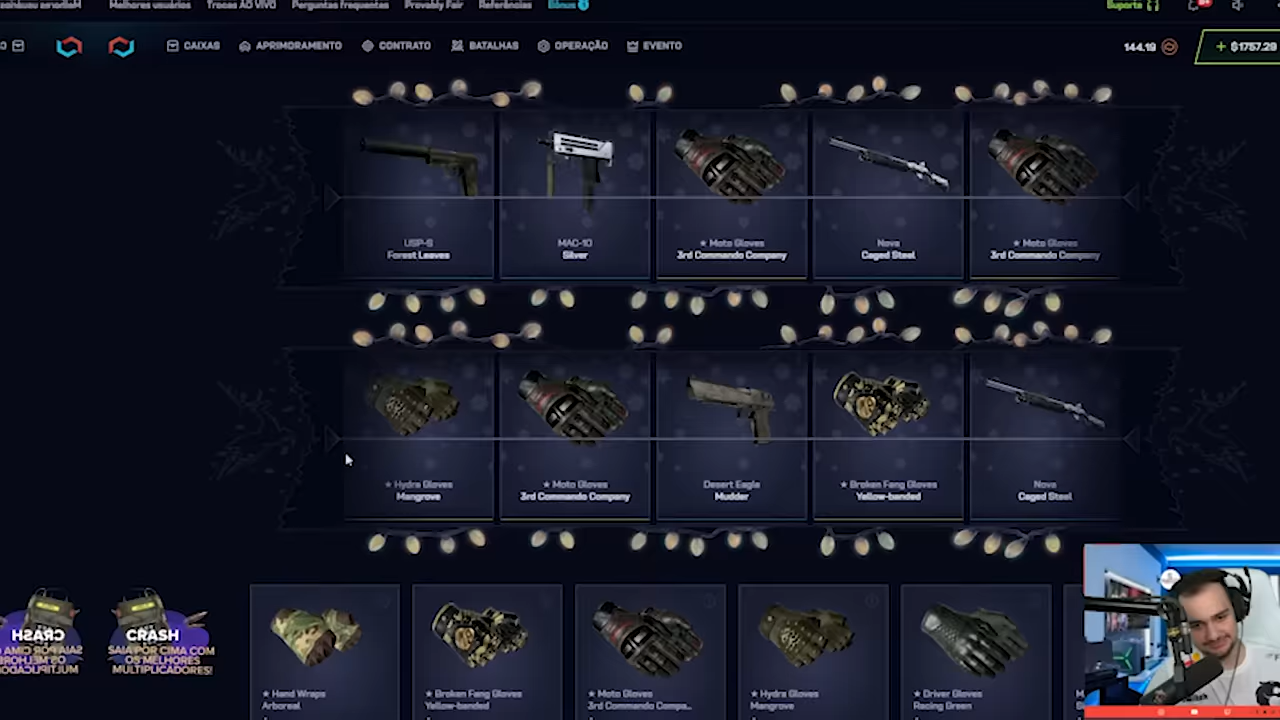 Melhores usuários Trocas AO VIVO Perguntas frequentes Provably Fair Referências Bônus
Suporte
CAIXAS APRIMORAMENTO CONTRATO BATALHAS OPERAÇÃO EVENTO
144.19 + $1757.29
USP-S
Forest Leaves
MAC-10
Silver
★ Moto Gloves
3rd Commando Company
Nova
Caged Steel
★ Moto Gloves
3rd Commando Company
★ Hydra Gloves
Mangrove
★ Moto Gloves
3rd Commando Company
Desert Eagle
Mudder
★ Broken Fang Gloves
Yellow-banded
Nova
Caged Steel
CRASH
SAIA POR CIMA COM
OS MELHORES
MULTIPLICADORES!
★ Hand Wraps
Arboreal
★ Broken Fang Gloves
Yellow-banded
★ Moto Gloves
3rd Commando Compa...
★ Hydra Gloves
Mangrove
★ Driver Gloves
Racing Green